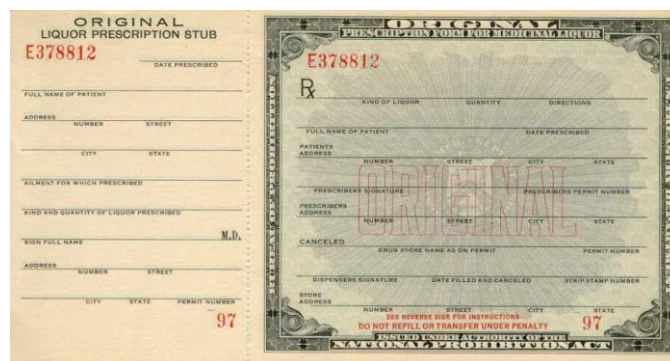 ORIGINAL
LIQUOR PRESCRIPTION STUB
E378812
DATE PRESCRIBED
FULL NAME OF PATIENT
ADDRESS
NUMBER STREET
CITY STATE
AILMENT FOR WHICH PRESCRIBED
KIND AND QUANTITY OF LIQUOR PRESCRIBED
M.D.
SIGN FULL NAME
ADDRESS
NUMBER STREET
CITY STATE PERMIT NUMBER
97
ORIGINAL
PRESCRIPTION FORM FOR MEDICINAL LIQUOR
E378812
Rx
KIND OF LIQUOR QUANTITY DIRECTIONS
FULL NAME OF PATIENT DATE PRESCRIBED
PATIENTS
ADDRESS
NUMBER STREET CITY STATE
ORIGINAL
PRESCRIBERS SIGNATURE PRESCRIBERS PERMIT NUMBER
PRESCRIBERS
ADDRESS
NUMBER STREET CITY STATE
CANCELED
DRUG STORE NAME AS ON PERMIT PERMIT NUMBER
DISPENSERS SIGNATURE DATE FILLED AND CANCELED STRIP STAMP NUMBER
STORE
ADDRESS
NUMBER STREET CITY STATE
SEE REVERSE SIDE FOR INSTRUCTIONS
DO NOT REFILL OR TRANSFER UNDER PENALTY
97
ISSUED UNDER AUTHORITY OF THE
NATIONAL PROHIBITION ACT